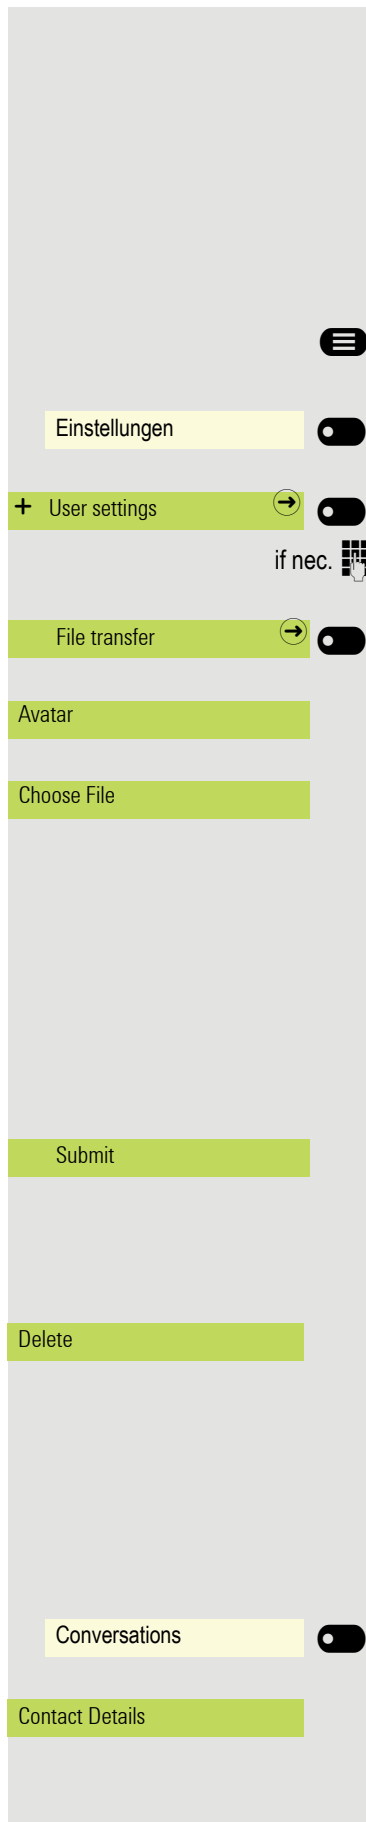 Einstellungen
+ User settings
if nec.
File transfer
Avatar
Choose File
Submit
Delete
Conversations
Contact Details